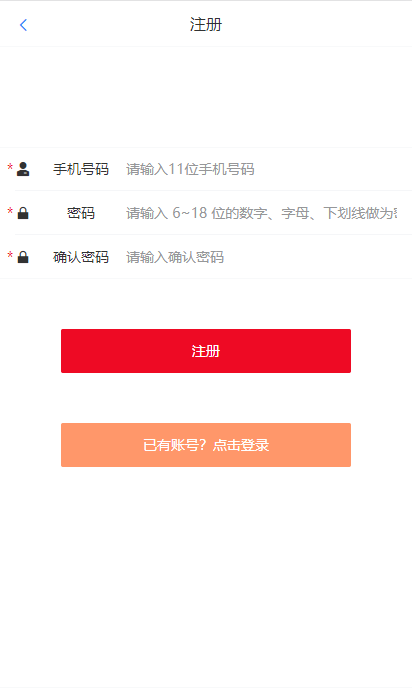 注册
* 手机号码 请输入11位手机号码
* 密码 请输入 6~18 位的数字、字母、下划线做为
* 确认密码 请输入确认密码
注册
已有账号？点击登录